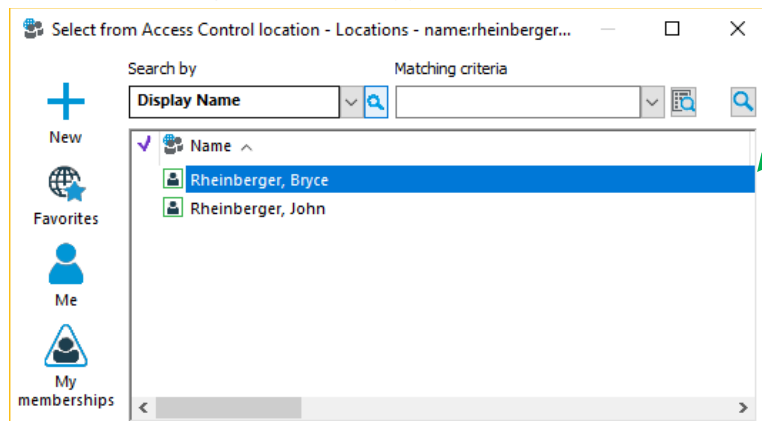 Select from Access Control location - Locations - name:rheinberger...
Search by
Matching criteria
Display Name
New
Name
Rheinberger, Bryce
Rheinberger, John
Favorites
Me
My
memberships